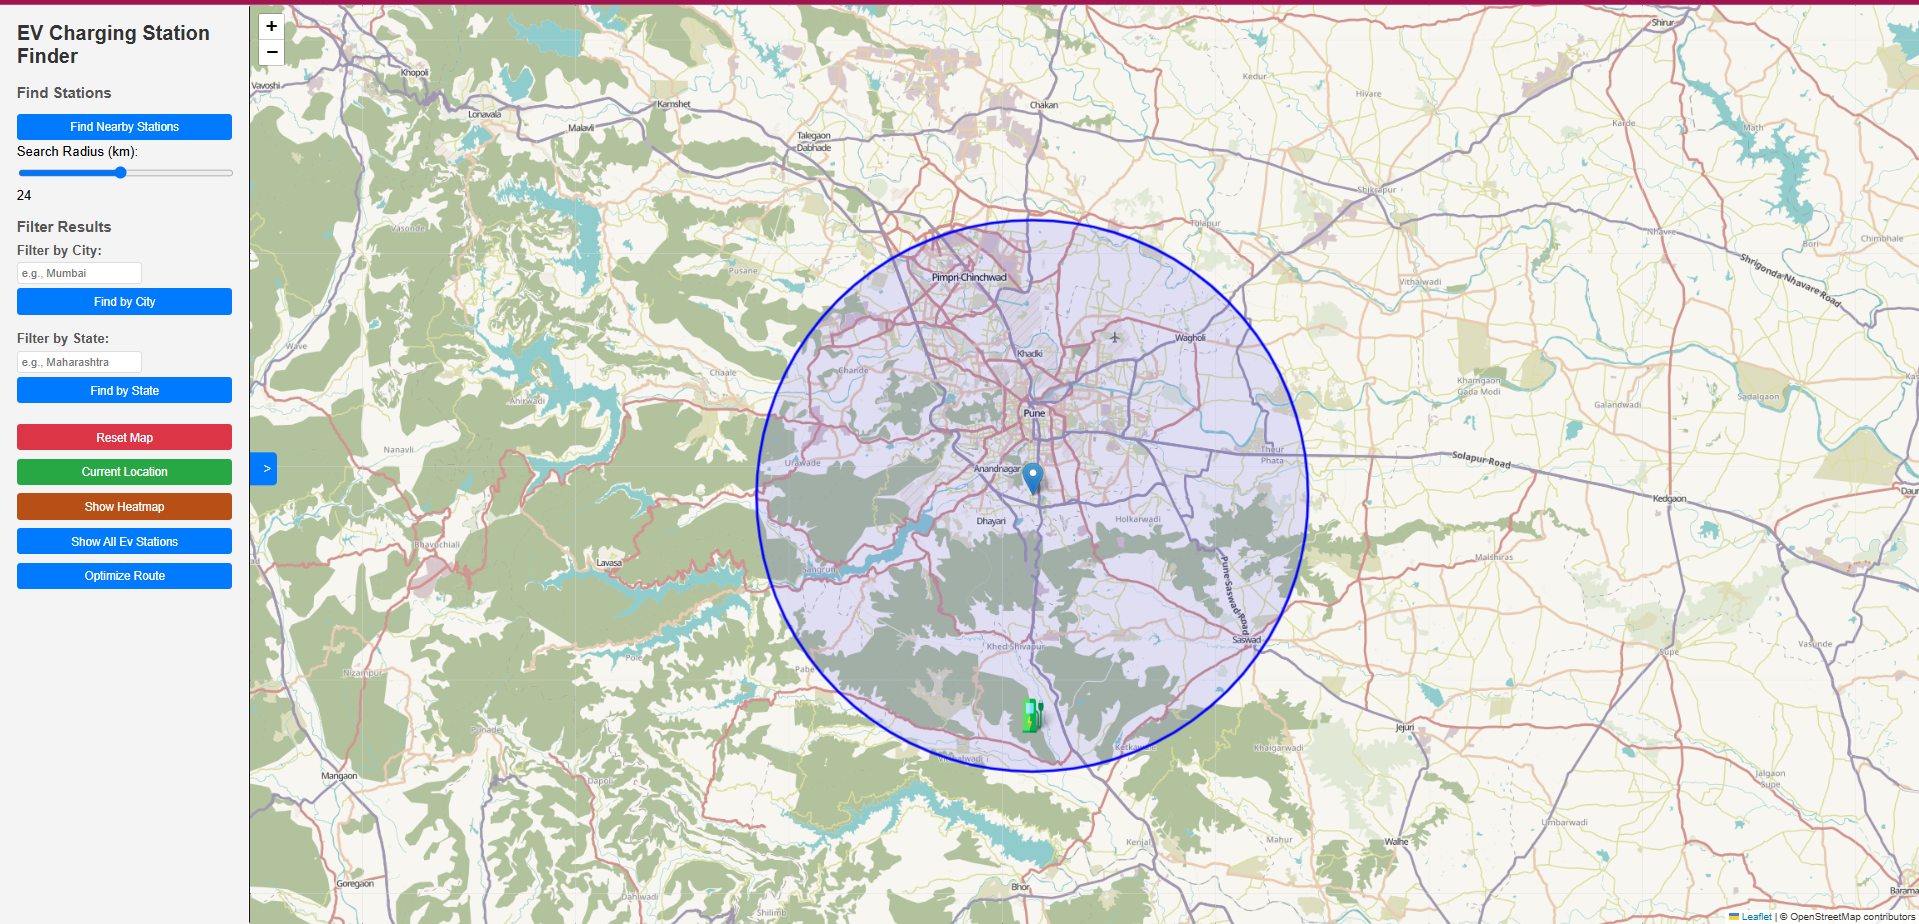 EV Charging Station
Finder
Find Stations
Find Nearby Stations
Search Radius (km):
24
Filter Results
Filter by City:
e.g., Mumbai
Find by City
Filter by State:
e.g., Maharashtra
Find by State
Reset Map
Current Location
Show Heatmap
Show All Ev Stations
Optimize Route
+
−
>
Shirur
Khopoli
Kedur
Vavoshi
Hivare
Kamshet
Chakan
Lonavala
Karde
Malavli
Math
Talegaon
Dabhade
Shikrapur
Tulapur
Vasonde
Nhavre
Chimbhale
Bori
Pusane
Shrigonda Nhavare Road
Pimpri-Chinchwad
Vithalwadi
Wagholi
Wave
Khadki
Chande
Chaale
Khamgaon
Gada Modi
Ahirwadi
Sadalgaon
Galandwadi
Pune
Nanavli
Theur
Phata
Urawade
Anandnagar
Solapur Road
Kedgaon
Daur
Dhayari
Holkarwadi
Bhavuchiali
Malshiras
Lavasa
Sangrun
Pune-Saswad Road
Saswad
Khed Shivapur
Vasunde
Supe
Pole
Nizampur
Pabe
Jejuri
Punade
Ketkawale
Khaigarwadi
Mangaon
Dapoli
Jalgaon
Supe
Umbarwadi
Mahur
Kenjal
Walhe
Goregaon
Bhor
Barama
Dahiwadi
Shilimb
Leaflet | © OpenStreetMap contributors